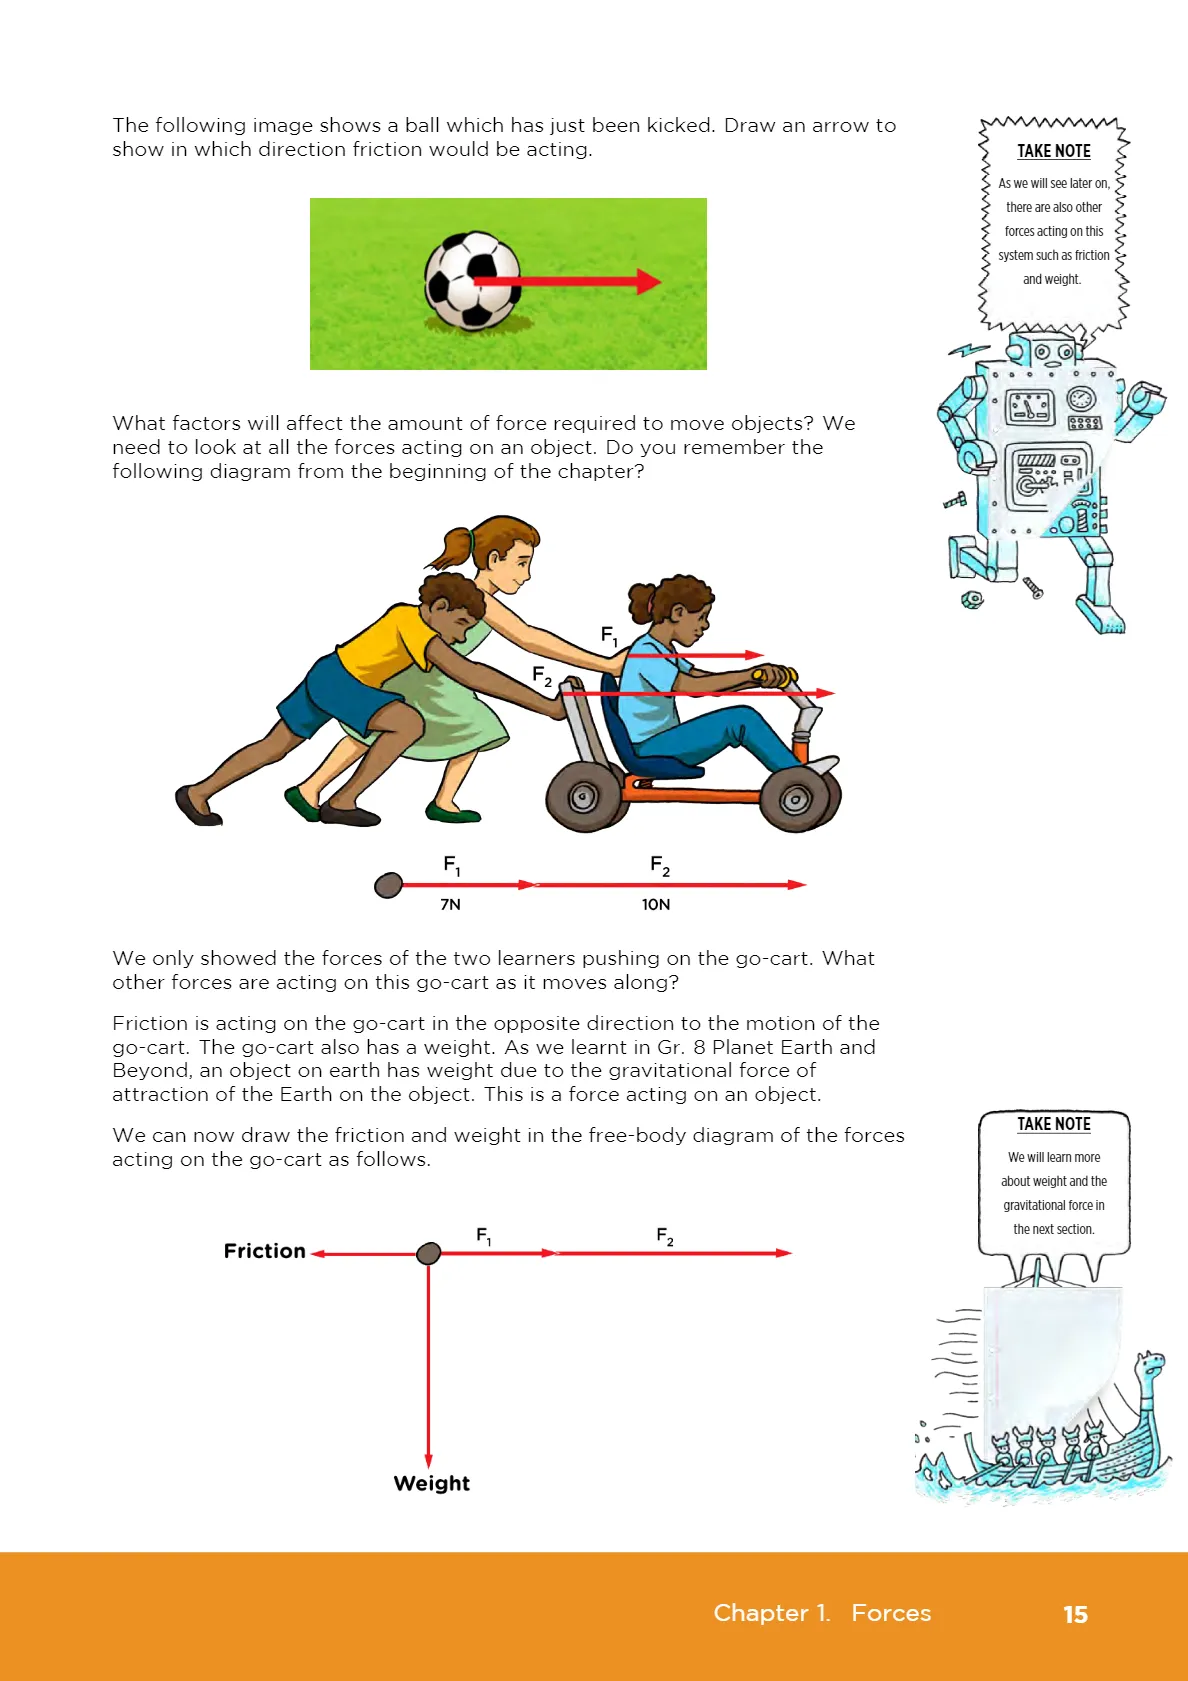 The following image shows a ball which has just been kicked. Draw an arrow to
show in which direction friction would be acting.
TAKE NOTE
As we will see later on,
there are also other
forces acting on this
system such as friction
and weight.
What factors will affect the amount of force required to move objects? We
need to look at all the forces acting on an object. Do you remember the
following diagram from the beginning of the chapter?
F1
F2
F1
F2
7N
10N
We only showed the forces of the two learners pushing on the go-cart. What
other forces are acting on this go-cart as it moves along?
Friction is acting on the go-cart in the opposite direction to the motion of the
go-cart. The go-cart also has a weight. As we learnt in Gr. 8 Planet Earth and
Beyond, an object on earth has weight due to the gravitational force of
attraction of the Earth on the object. This is a force acting on an object.
We can now draw the friction and weight in the free-body diagram of the forces
acting on the go-cart as follows.
TAKE NOTE
We will learn more
about weight and the
gravitational force in
the next section.
F1
F2
Friction
Weight
Chapter 1. Forces
15